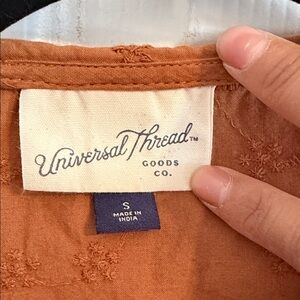 Universal Thread™
GOODS
CO.
S
MADE IN
INDIA